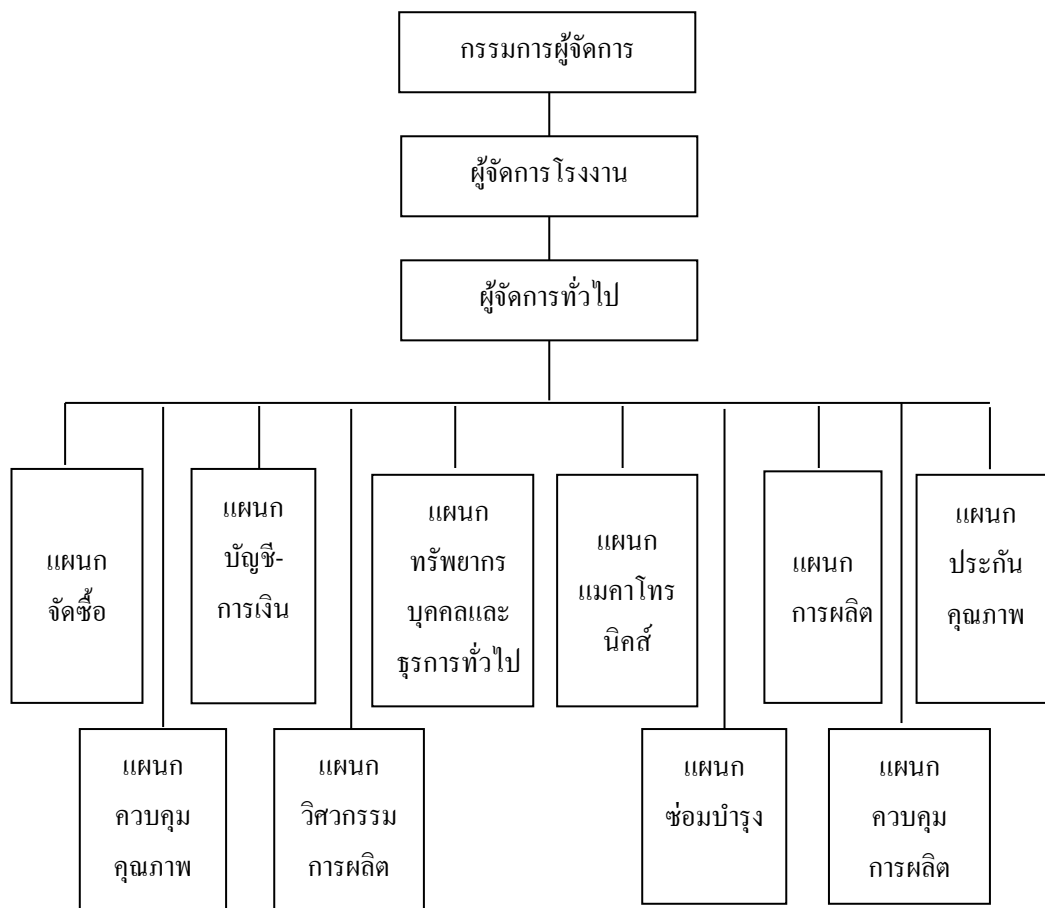 กรรมการผู้จัดการ
ผู้จัดการโรงงาน
ผู้จัดการทั่วไป
แผนก
จัดซื้อ
แผนก
บัญชี-
การเงิน
แผนก
ทรัพยากร
บุคคลและ
ธุรการทั่วไป
แผนก
แมคาโทร
นิคส์
แผนก
การผลิต
แผนก
ประกัน
คุณภาพ
แผนก
ควบคุม
คุณภาพ
แผนก
วิศวกรรม
การผลิต
แผนก
ซ่อมบำรุง
แผนก
ควบคุม
การผลิต